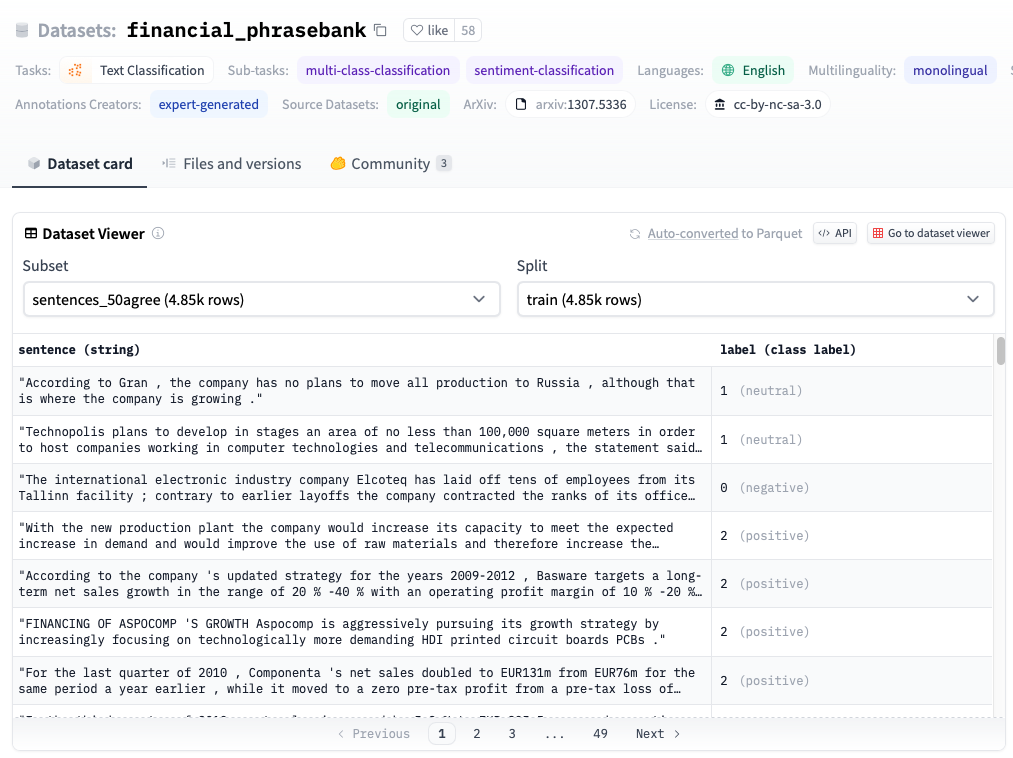 Datasets: financial_phrasebank like 58
Tasks: Text Classification Sub-tasks: multi-class-classification sentiment-classification Languages: English Multilinguality: monolingual
Annotations Creators: expert-generated Source Datasets: original ArXiv: arxiv:1307.5336 License: cc-by-nc-sa-3.0
Dataset card Files and versions Community 3
Dataset Viewer Auto-converted to Parquet API Go to dataset viewer
Subset Split
sentences_50agree (4.85k rows) train (4.85k rows)
sentence (string) label (class label)
"According to Gran , the company has no plans to move all production to Russia , although that
is where the company is growing ."
1 (neutral)
"Technopolis plans to develop in stages an area of no less than 100,000 square meters in order
to host companies working in computer technologies and telecommunications , the statement said…
1 (neutral)
"The international electronic industry company Elcoteq has laid off tens of employees from its
Tallinn facility ; contrary to earlier layoffs the company contracted the ranks of its office…
0 (negative)
"With the new production plant the company would increase its capacity to meet the expected
increase in demand and would improve the use of raw materials and therefore increase the…
2 (positive)
"According to the company 's updated strategy for the years 2009-2012 , Basware targets a long-
term net sales growth in the range of 20 % -40 % with an operating profit margin of 10 % -20 %…
2 (positive)
"FINANCING OF ASPOCOMP 'S GROWTH Aspocomp is aggressively pursuing its growth strategy by
increasingly focusing on technologically more demanding HDI printed circuit boards PCBs ."
2 (positive)
"For the last quarter of 2010 , Componenta 's net sales doubled to EUR131m from EUR76m for the
same period a year earlier , while it moved to a zero pre-tax profit from a pre-tax loss of…
2 (positive)
Previous 1 2 3 ... 49 Next